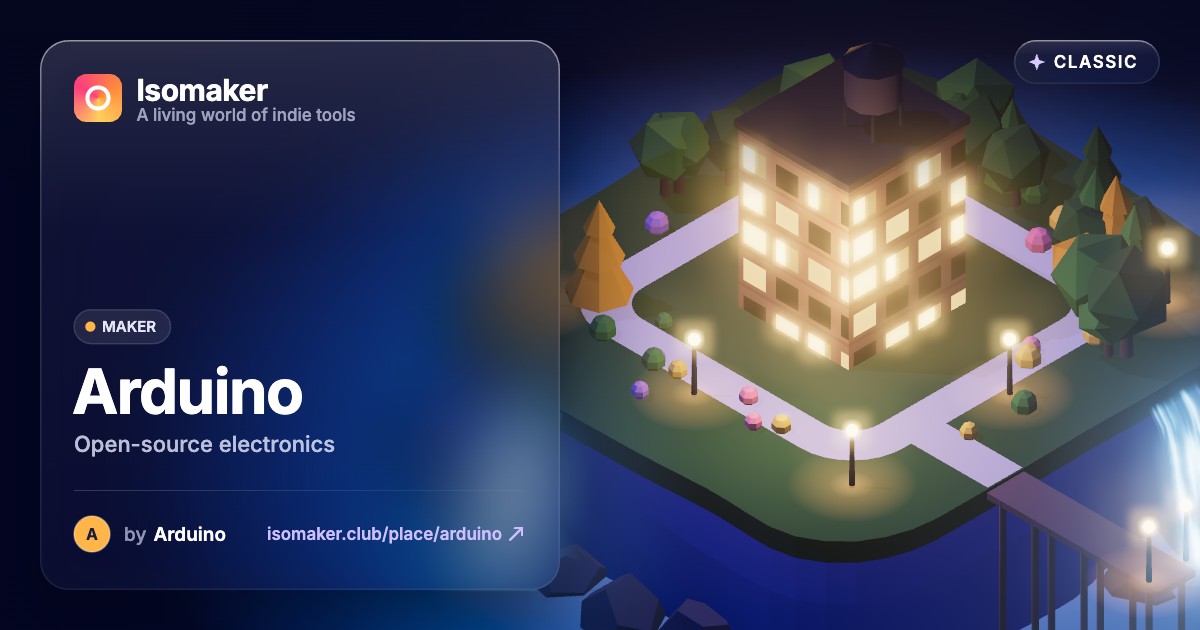 Isomaker
A living world of indie tools
CLASSIC
MAKER
Arduino
Open-source electronics
A by Arduino isomaker.club/place/arduino ↗